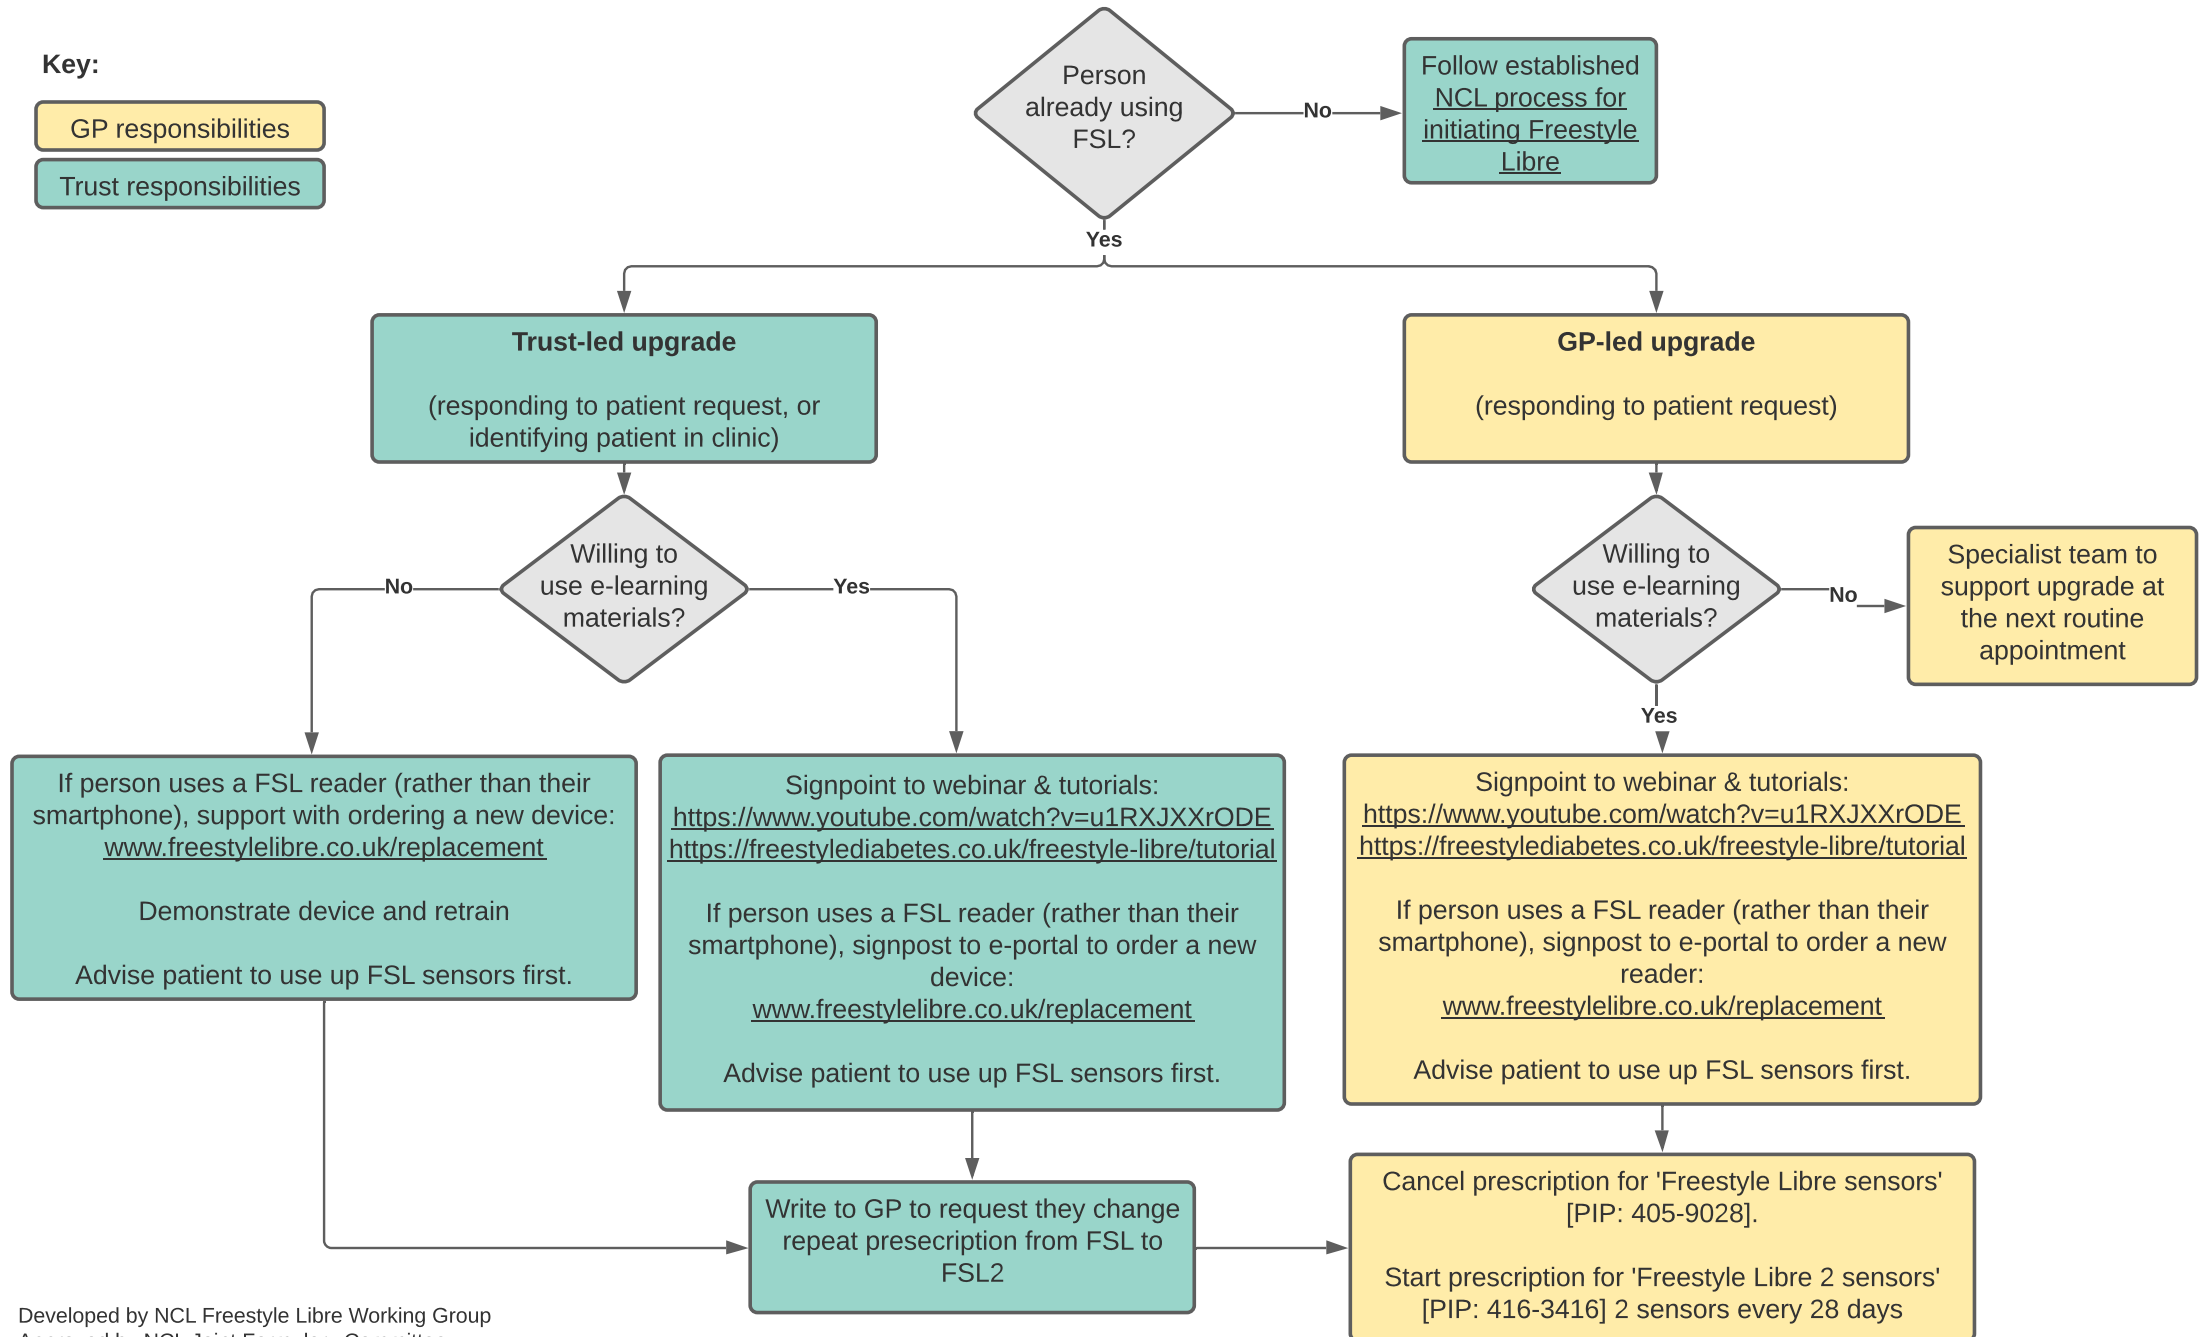 Key:
GP responsibilities
Trust responsibilities
Person
already using
FSL?
No
Follow established
NCL process for
initiating Freestyle
Libre
Yes
Trust-led upgrade
(responding to patient request, or
identifying patient in clinic)
GP-led upgrade
(responding to patient request)
Willing to
use e-learning
materials?
No
Yes
Willing to
use e-learning
materials?
No
Specialist team to
support upgrade at
the next routine
appointment
Yes
If person uses a FSL reader (rather than their
smartphone), support with ordering a new device:
www.freestylelibre.co.uk/replacement
Demonstrate device and retrain
Advise patient to use up FSL sensors first.
Signpoint to webinar & tutorials:
https://www.youtube.com/watch?v=u1RXJXXrODE
https://freestylediabetes.co.uk/freestyle-libre/tutorial
If person uses a FSL reader (rather than their
smartphone), signpost to e-portal to order a new
device:
www.freestylelibre.co.uk/replacement
Advise patient to use up FSL sensors first.
Signpoint to webinar & tutorials:
https://www.youtube.com/watch?v=u1RXJXXrODE
https://freestylediabetes.co.uk/freestyle-libre/tutorial
If person uses a FSL reader (rather than their
smartphone), signpost to e-portal to order a new
reader:
www.freestylelibre.co.uk/replacement
Advise patient to use up FSL sensors first.
Write to GP to request they change
repeat presecription from FSL to
FSL2
Cancel prescription for 'Freestyle Libre sensors'
[PIP: 405-9028].
Start prescription for 'Freestyle Libre 2 sensors'
[PIP: 416-3416] 2 sensors every 28 days
Developed by NCL Freestyle Libre Working Group
Approved by NCL Joint Formulary Committee